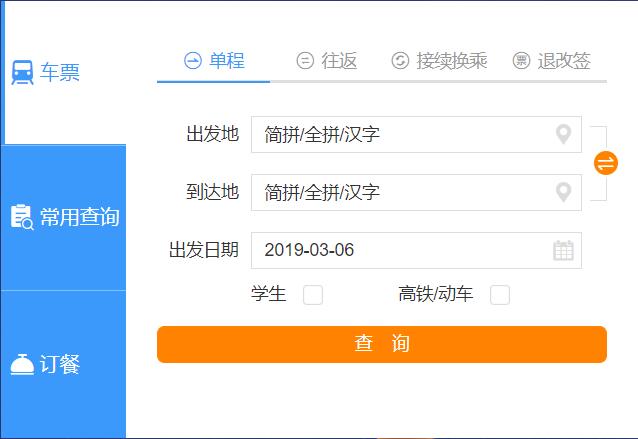 车票
常用查询
订餐
单程 往返 接续换乘 票 退改签
出发地 简拼/全拼/汉字
到达地 简拼/全拼/汉字
出发日期 2019-03-06
学生 高铁/动车
查 询